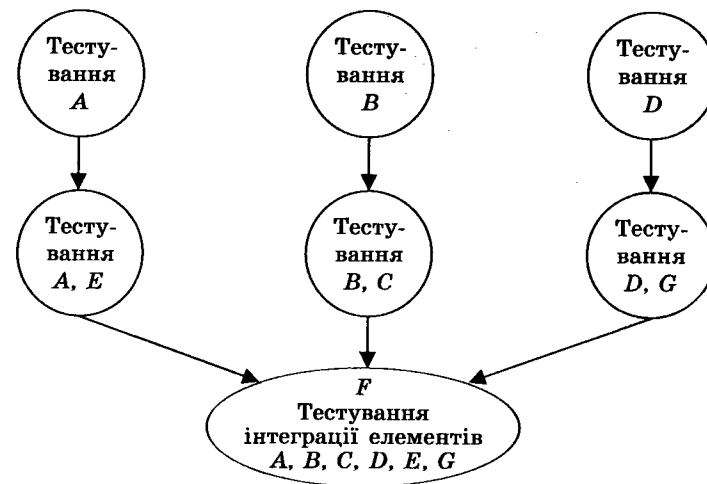 Тесту-
вання
A
Тесту-
вання
B
Тесту-
вання
D
Тесту-
вання
A, E
Тесту-
вання
B, C
Тесту-
вання
D, G
F
Тестування
інтеграції елементів
A, B, C, D, E, G